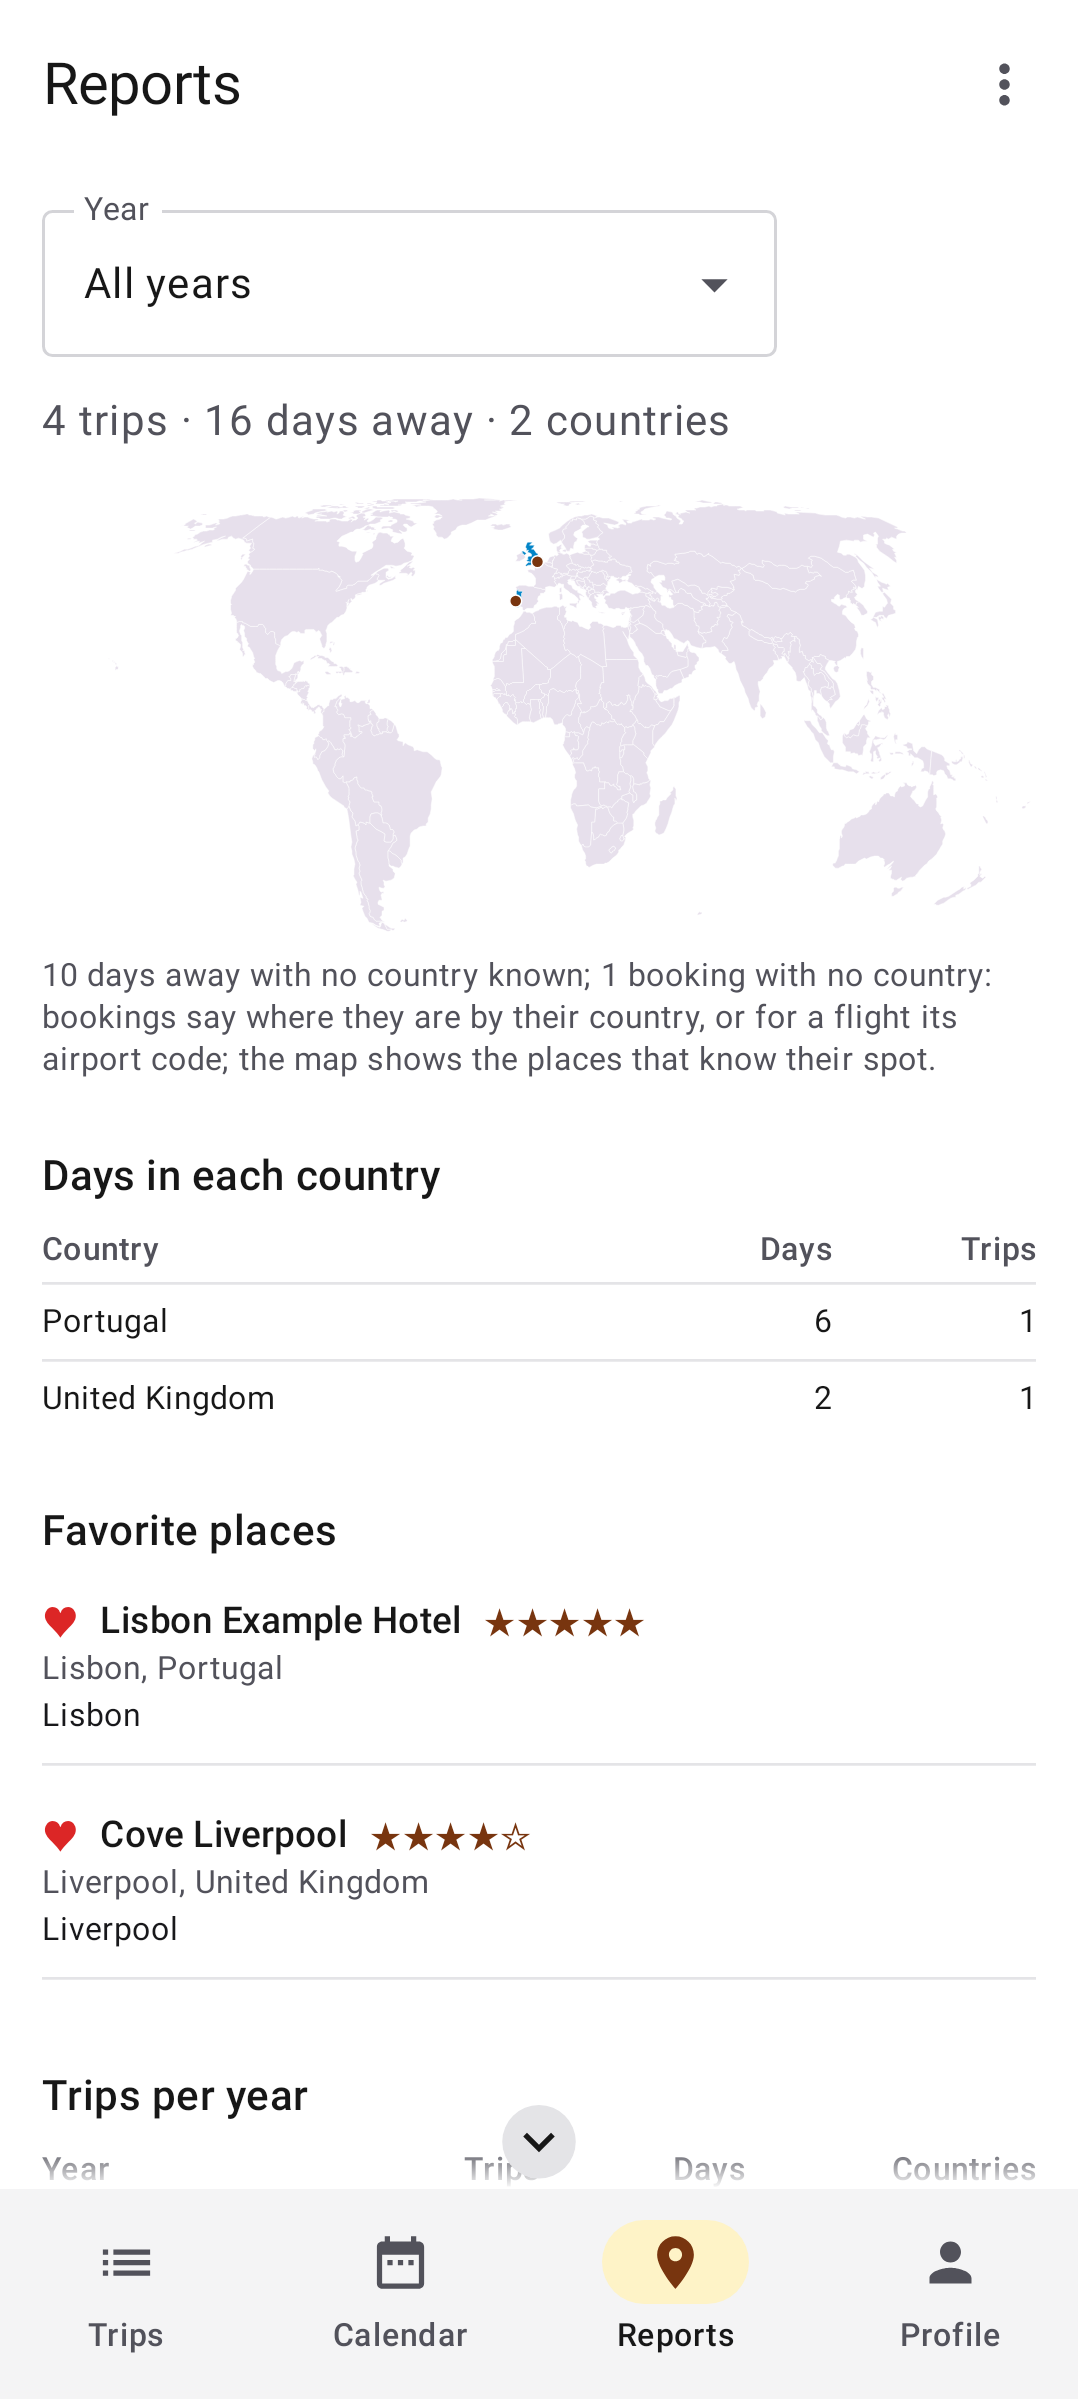 Reports
Year
All years
4 trips · 16 days away · 2 countries
10 days away with no country known; 1 booking with no country:
bookings say where they are by their country, or for a flight its
airport code; the map shows the places that know their spot.
Days in each country
Country Days Trips
Portugal 6 1
United Kingdom 2 1
Favorite places
Lisbon Example Hotel ★★★★★
Lisbon, Portugal
Lisbon
Cove Liverpool ★★★★☆
Liverpool, United Kingdom
Liverpool
Trips per year
Year Trips Days Countries
Trips Calendar Reports Profile